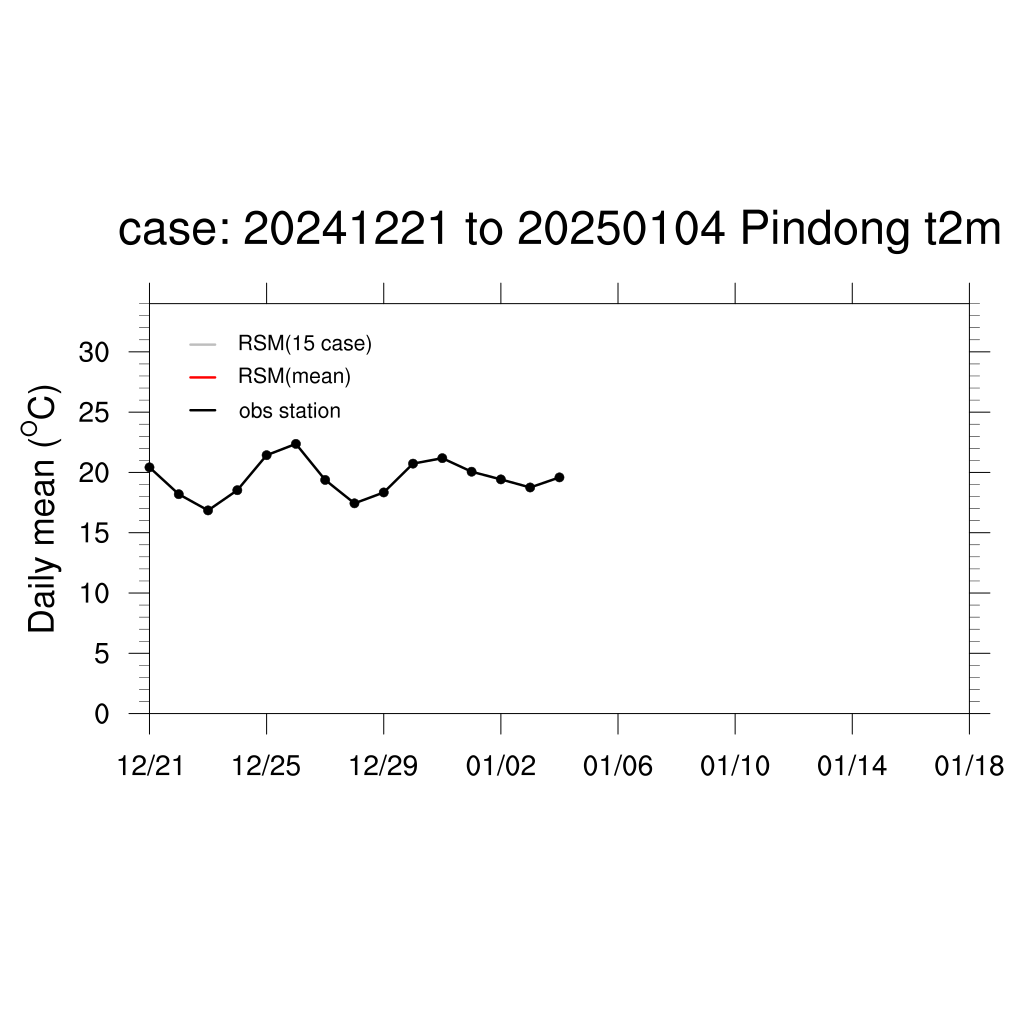 case: 20241221 to 20250104 Pindong t2m
RSM(15 case)
RSM(mean)
obs station
Daily mean (°C)
30
25
20
15
10
5
0
12/21 12/25 12/29 01/02 01/06 01/10 01/14 01/18